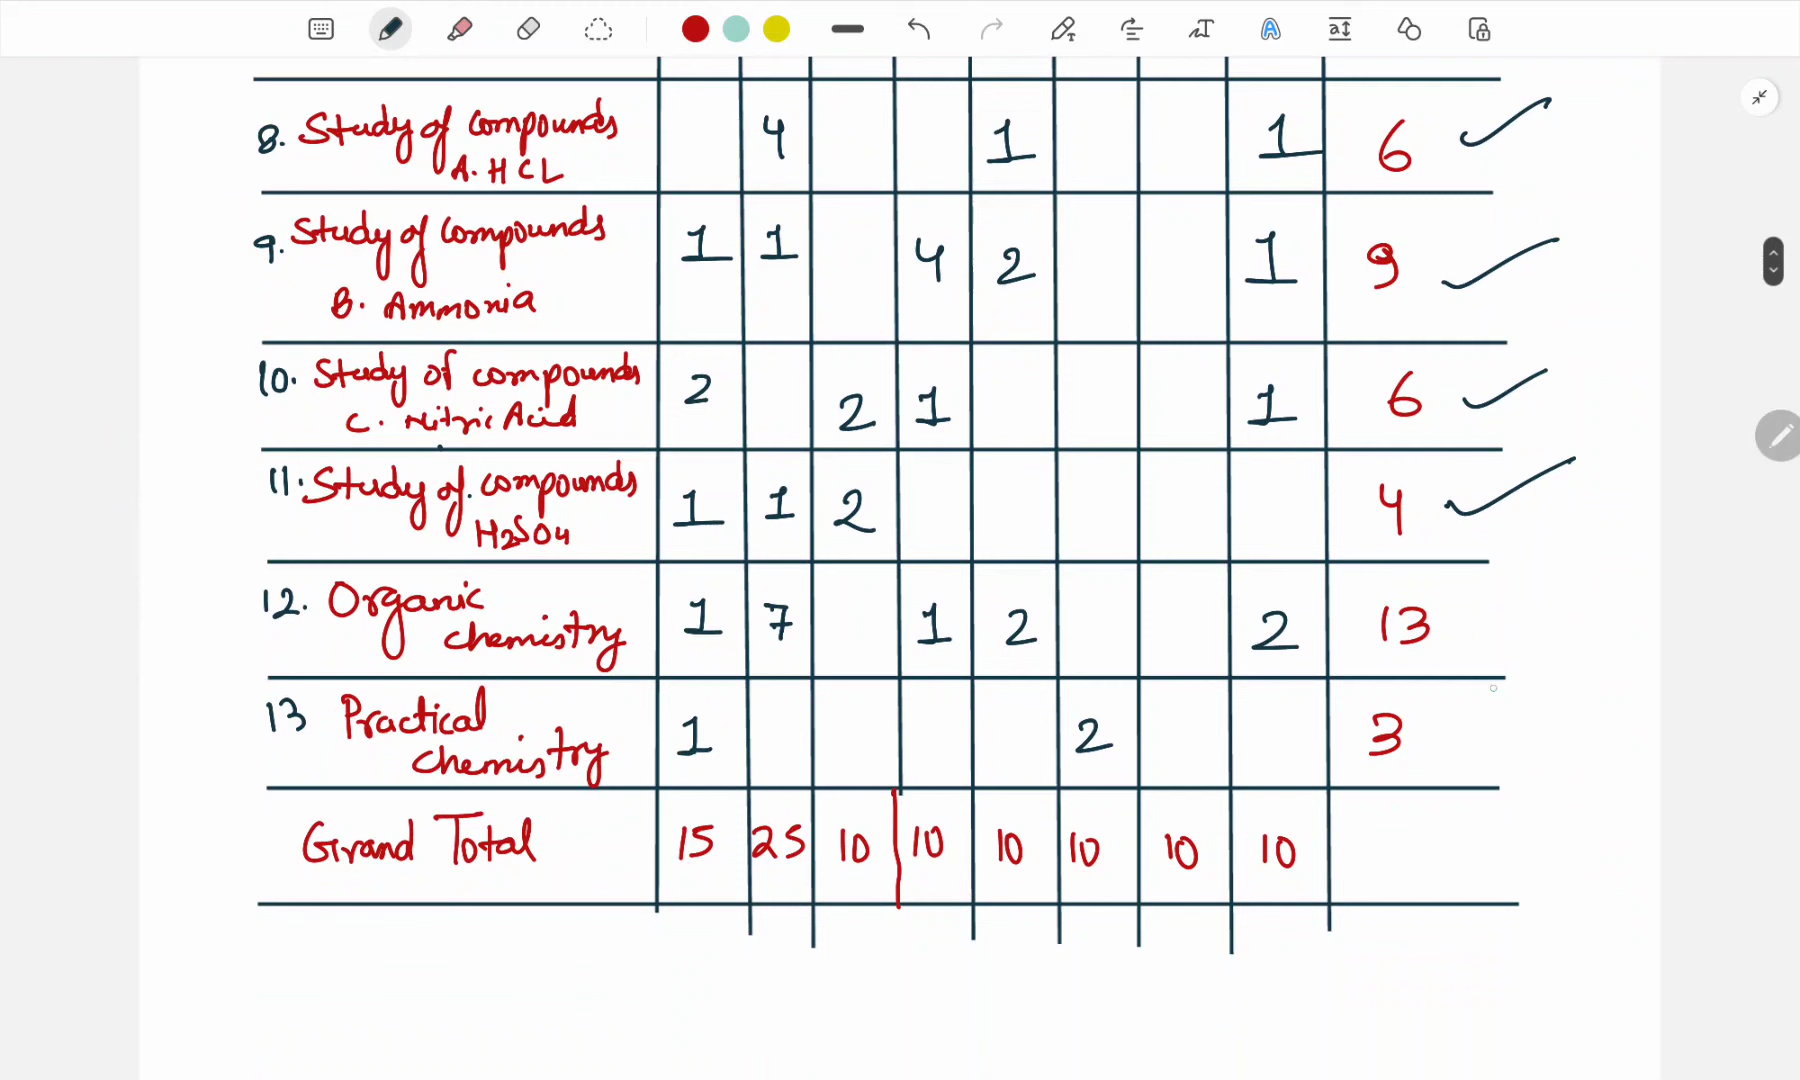 8. Study of compounds 4 1 1 6
A. HCL
9. Study of compounds 1 1 4 2 1 9
B. Ammonia
10. Study of compounds 2 2 1 1 6
C. Nitric Acid
11. Study of compounds 1 1 2 4
H2SO4
12. Organic 1 7 1 2 2 13
chemistry
13 Practical 1 2 3
chemistry
Grand Total 15 25 10 10 10 10 10 10